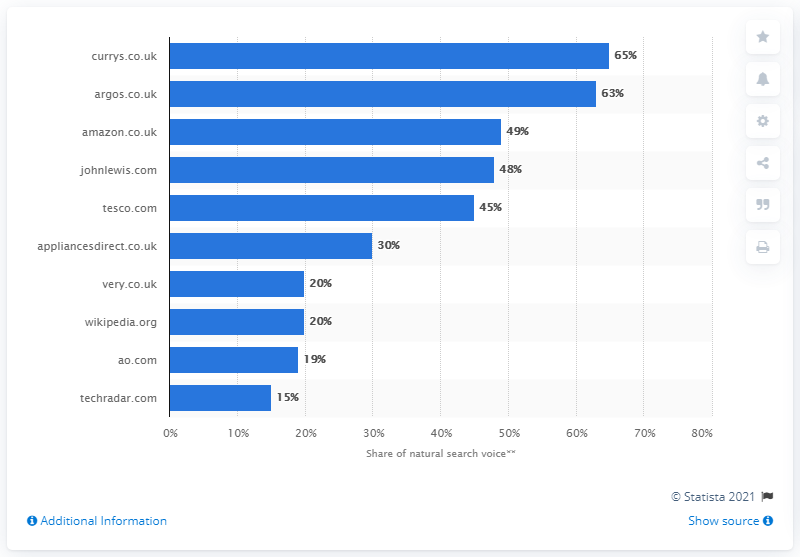 currys.co.uk 65%
argos.co.uk 63%
amazon.co.uk 49%
johnlewis.com 48%
tesco.com 45%
appliancesdirect.co.uk 30%
very.co.uk 20%
wikipedia.org 20%
ao.com 19%
techradar.com 15%
0% 10% 20% 30% 40% 50% 60% 70% 80%
Share of natural search voice**
© Statista 2021
Additional Information
Show source